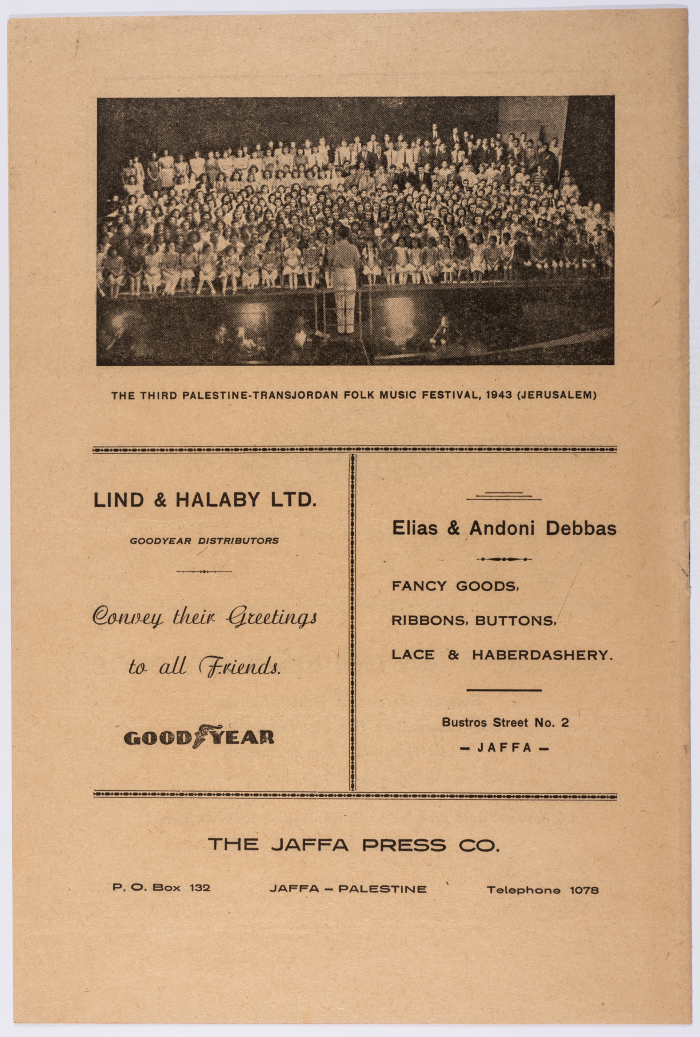 THE THIRD PALESTINE-TRANSJORDAN FOLK MUSIC FESTIVAL, 1943 (JERUSALEM)
LIND & HALABY LTD.
GOODYEAR DISTRIBUTORS
Convey their Greetings
to all Friends.
GOODYEAR
Elias & Andoni Debbas
FANCY GOODS,
RIBBONS, BUTTONS,
LACE & HABERDASHERY.
Bustros Street No. 2
– JAFFA –
THE JAFFA PRESS CO.
P. O. Box 132 JAFFA – PALESTINE Telephone 1078